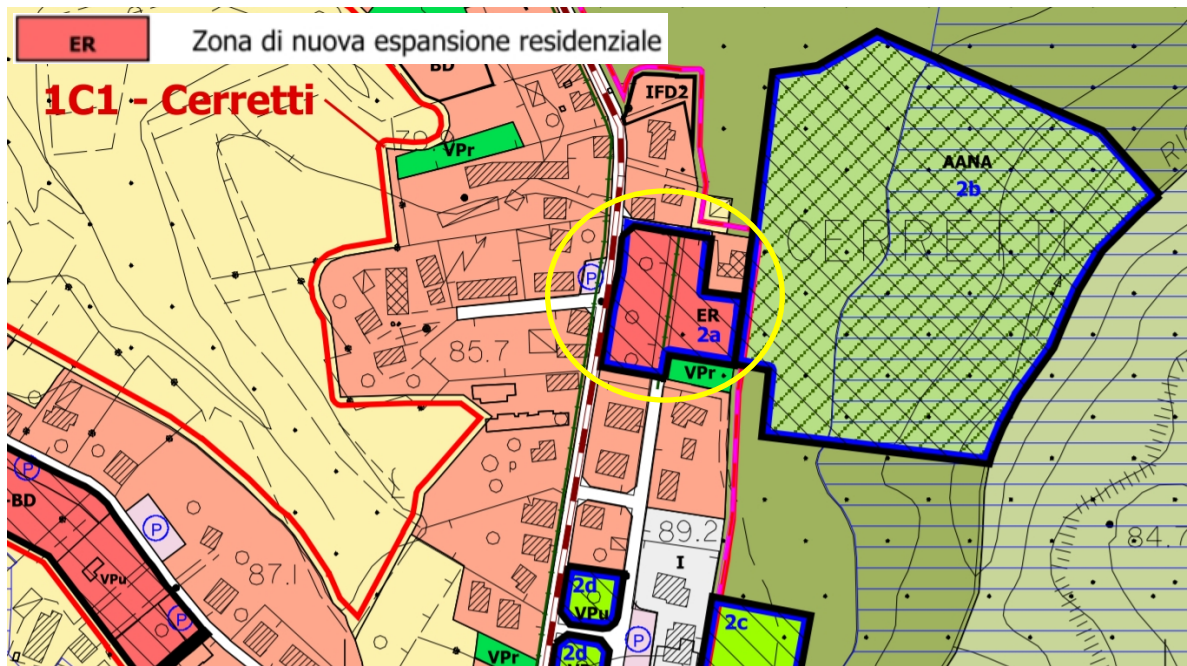 ER Zona di nuova espansione residenziale
BD
1C1 - Cerretti
IFD2
VPr
AANA
2b
CERRETTI
P
ER
2a
85.7
VPr
P
BD
P
89.2
84.7
I
87.1
VPu
2d
VPu
2c
P
P
2d
VPr